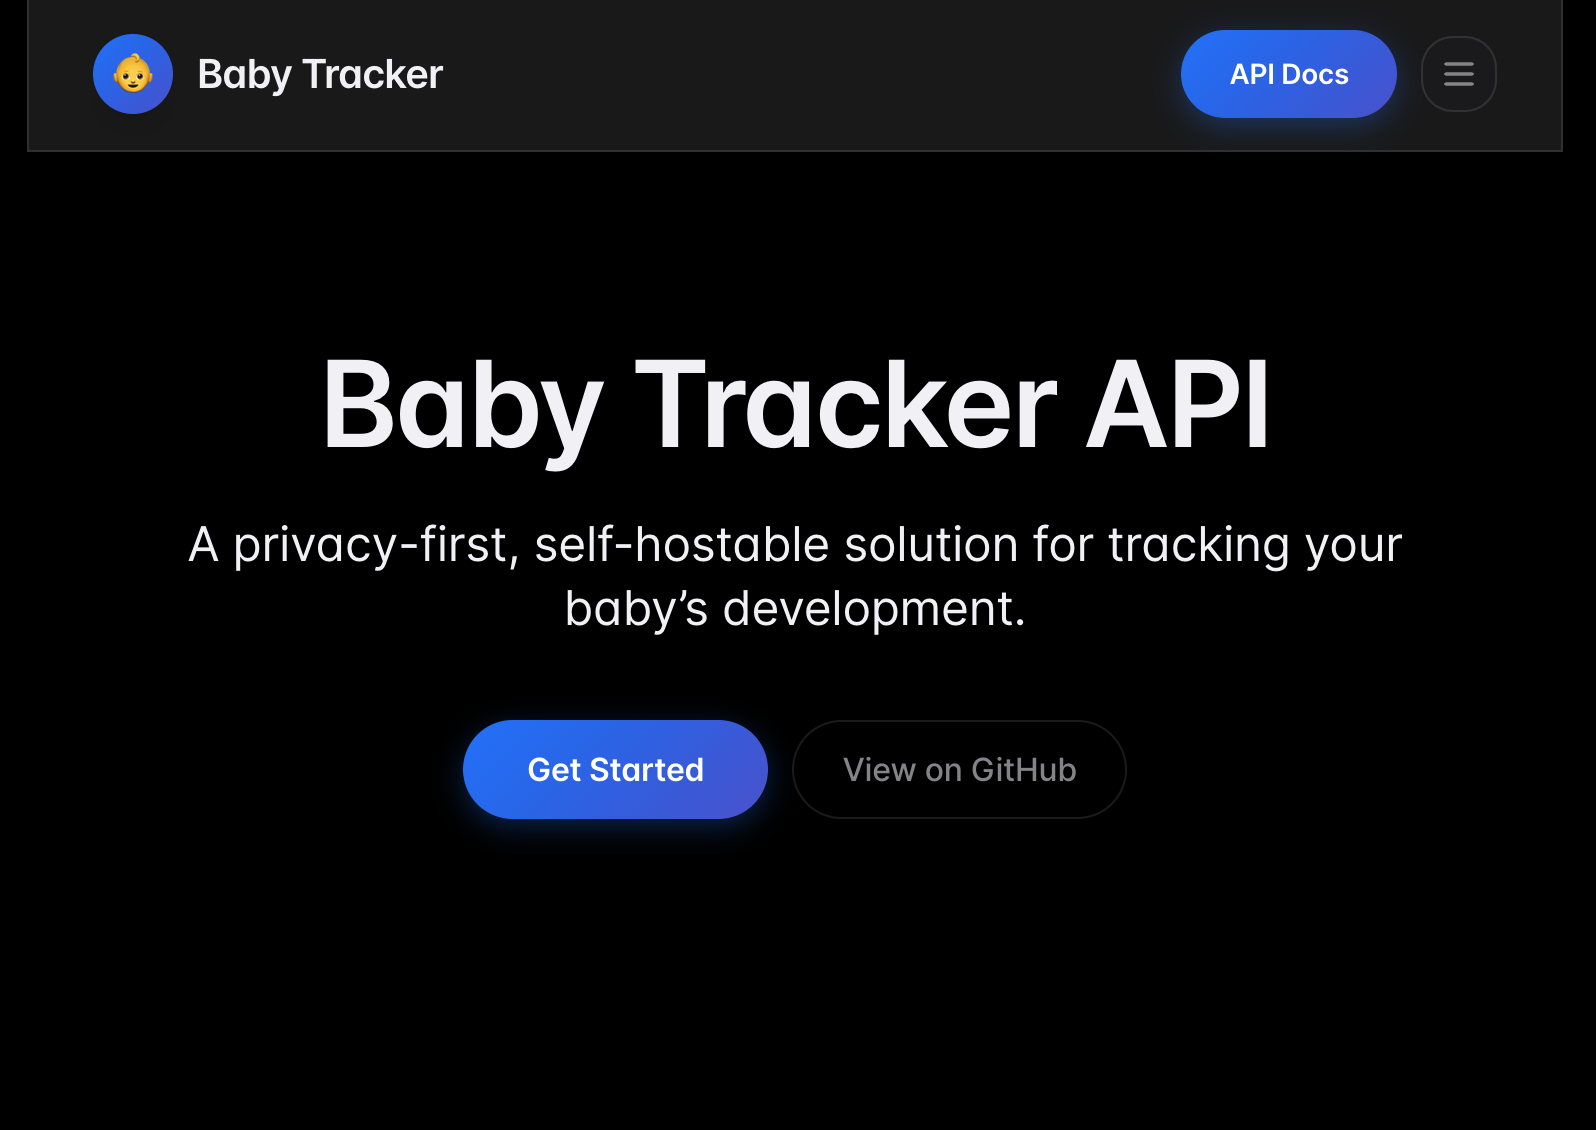 Baby Tracker
API Docs
Baby Tracker API
A privacy-first, self-hostable solution for tracking your
baby’s development.
Get Started
View on GitHub